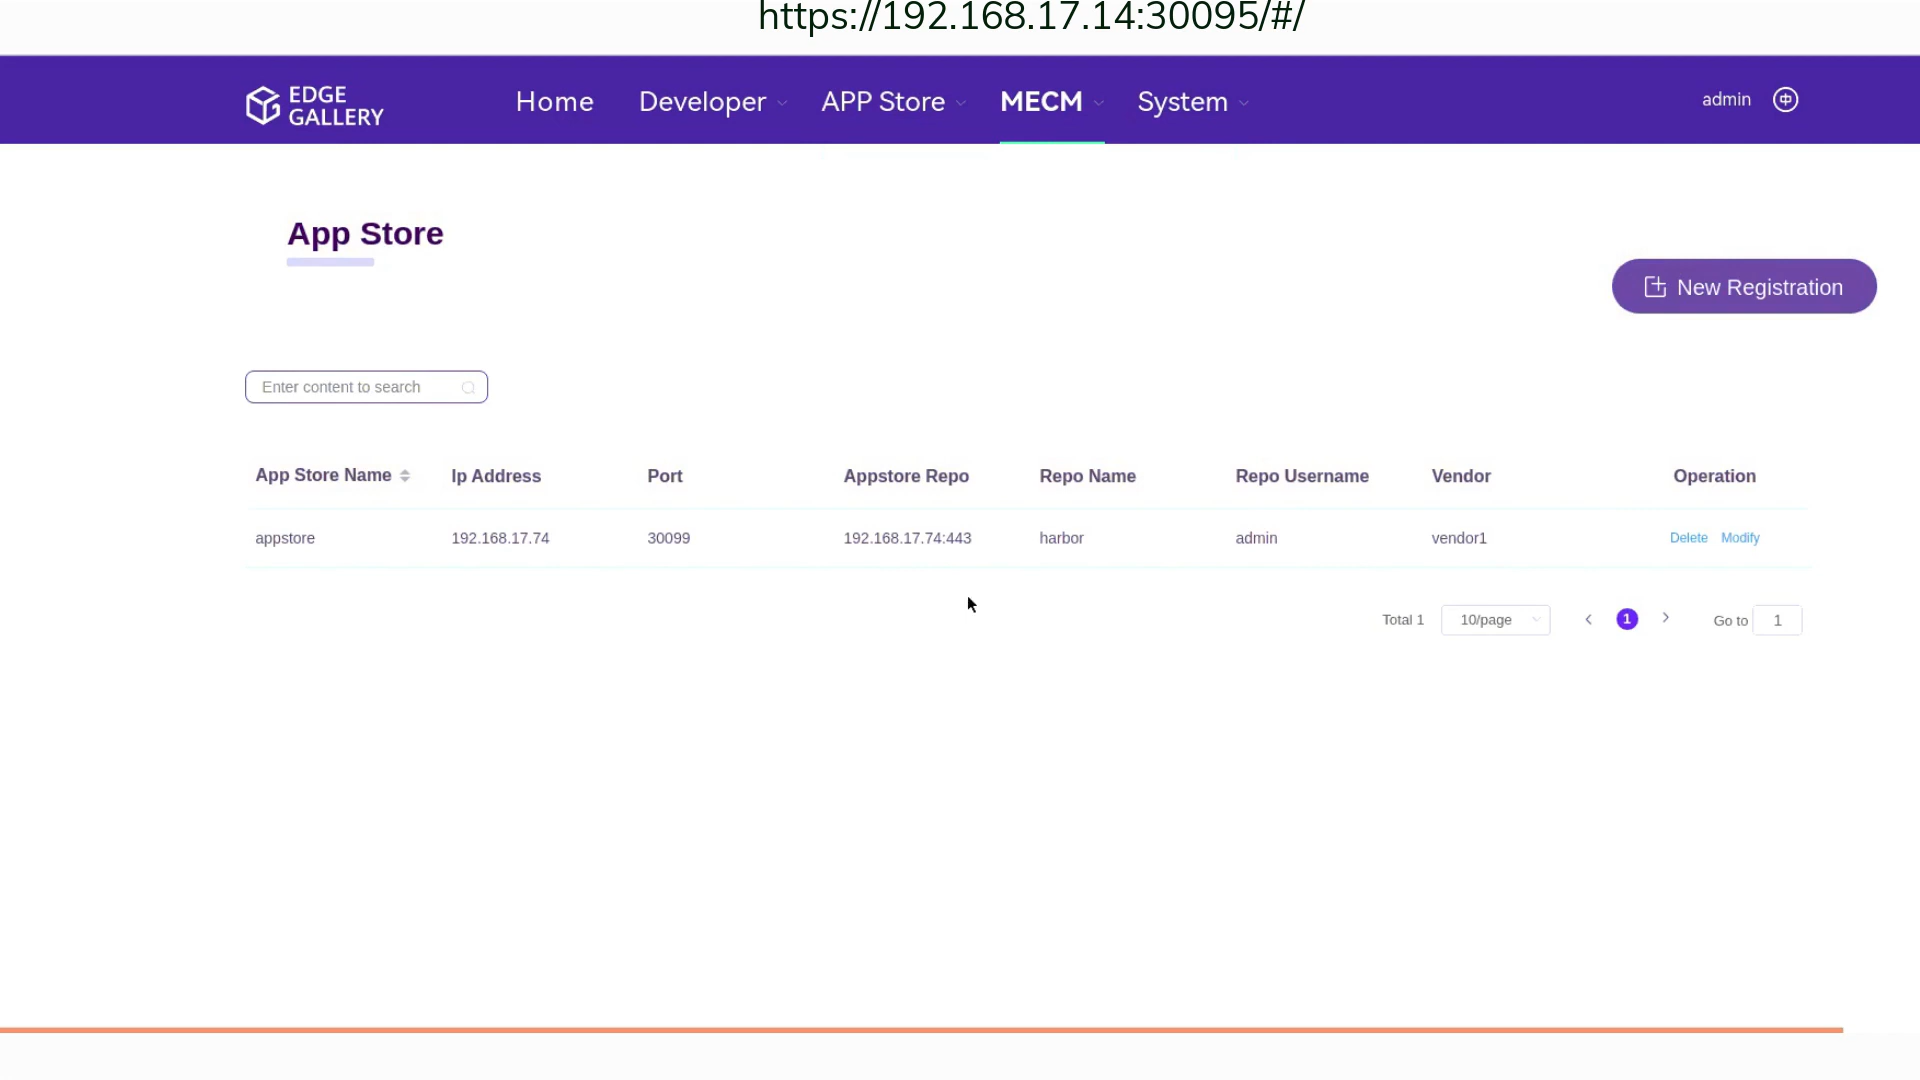 https://192.168.17.14:30095/#/
EDGE GALLERY Home Developer APP Store MECM System admin 中
App Store
New Registration
Enter content to search
App Store Name Ip Address Port Appstore Repo Repo Name Repo Username Vendor Operation
appstore 192.168.17.74 30099 192.168.17.74:443 harbor admin vendor1 Delete Modify
Total 1 10/page 1 Go to 1